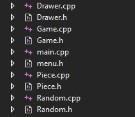 Drawer.cpp
Drawer.h
Game.cpp
Game.h
main.cpp
menu.h
Piece.cpp
Piece.h
Random.cpp
Random.h